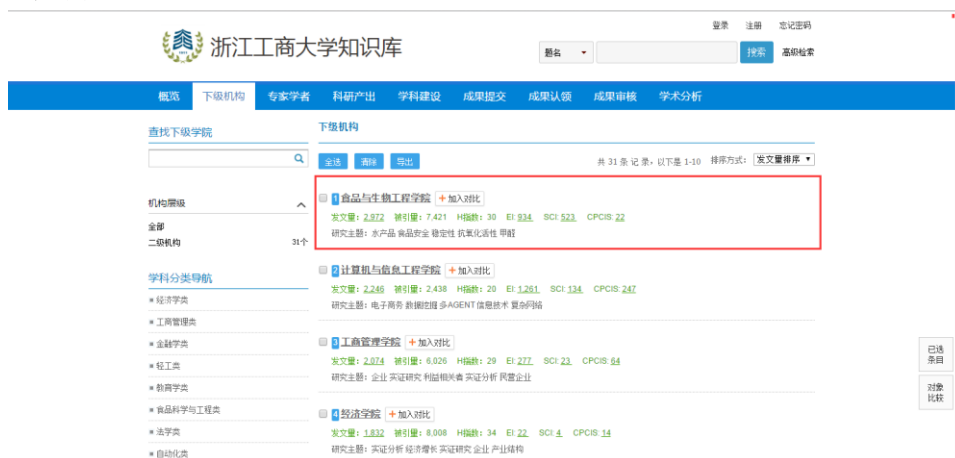 登录 注册 忘记密码
浙江工商大学知识库
题名 搜索 高级检索
概览 下级机构 专家学者 科研产出 学科建设 成果提交 成果认领 成果审核 学术分析
查找下级学院
机构层级
全部
二级机构 31个
学科分类导航
经济学类
工商管理类
金融学类
轻工类
教育学类
食品科学与工程类
法学类
自动化类
下级机构
全选 清除 导出 共 31 条 记 录, 以下是 1-10 排序方式: 发文量排序
1 食品与生物工程学院 +加入对比
发文量: 2,972 被引量: 7,421 H指数: 30 EI: 934 SCI: 523 CPCIS: 22
研究主题: 水产品 食品安全 稳定性 抗氧化活性 甲醛
2 计算机与信息工程学院 +加入对比
发文量: 2,246 被引量: 2,438 H指数: 20 EI: 1,261 SCI: 134 CPCIS: 247
研究主题: 电子商务 数据挖掘 多AGENT 信息技术 复杂网络
3 工商管理学院 +加入对比
发文量: 2,074 被引量: 6,026 H指数: 29 EI: 277 SCI: 23 CPCIS: 64
研究主题: 企业 实证研究 利益相关者 实证分析 民营企业
4 经济学院 +加入对比
发文量: 1,832 被引量: 8,008 H指数: 34 EI: 22 SCI: 4 CPCIS: 14
研究主题: 实证分析 经济增长 实证研究 企业 产业结构
已选
条目
对象
比较